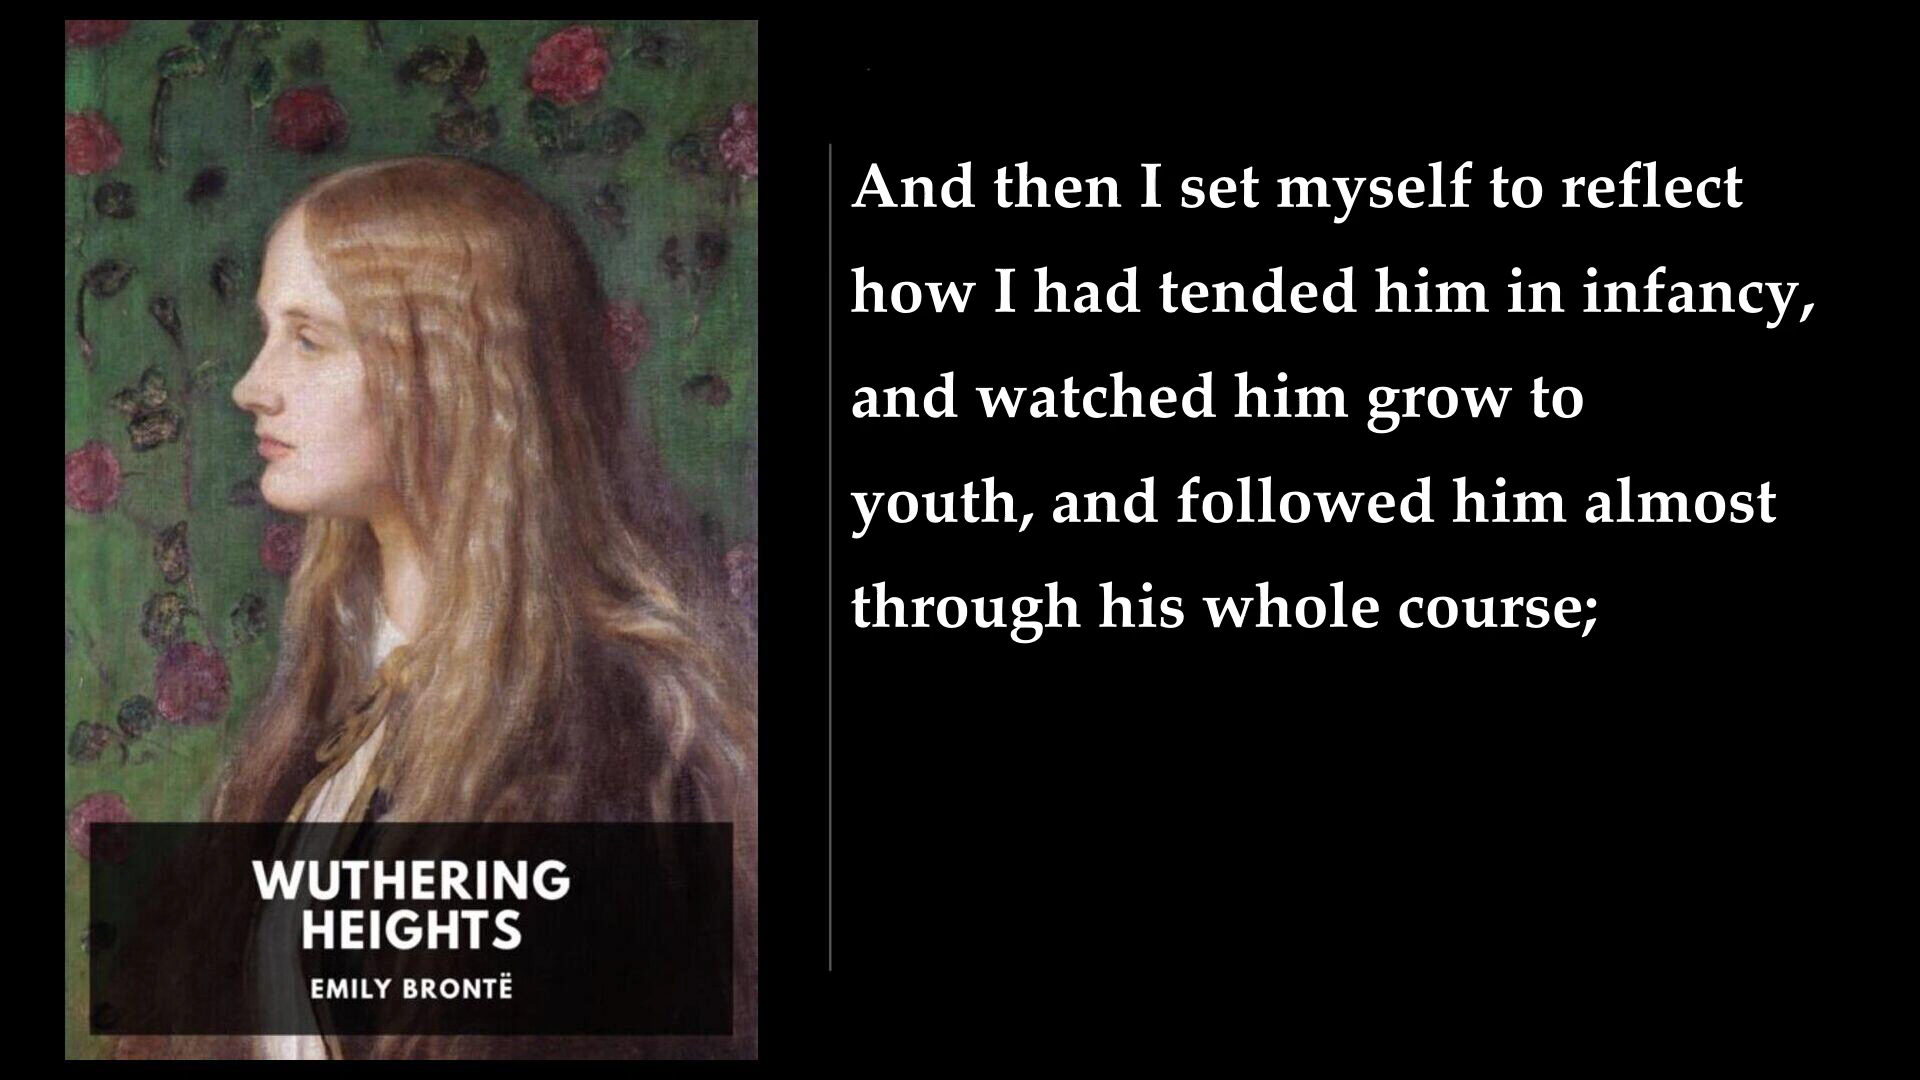 And then I set myself to reflect
how I had tended him in infancy,
and watched him grow to
youth, and followed him almost
through his whole course;
WUTHERING
HEIGHTS
EMILY BRONTË